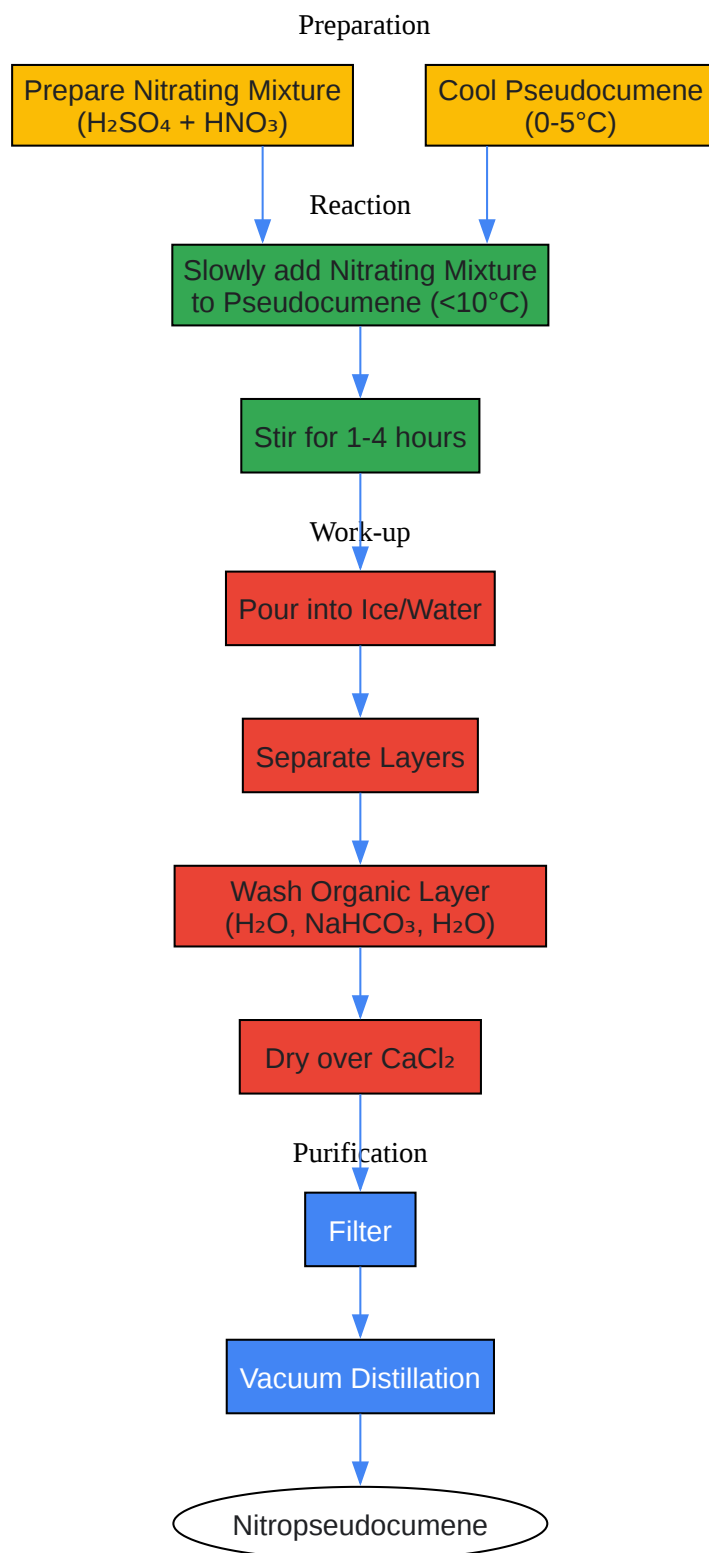 Preparation
Prepare Nitrating Mixture
(H₂SO₄ + HNO₃)
Cool Pseudocumene
(0-5°C)
Reaction
Slowly add Nitrating Mixture
to Pseudocumene (<10°C)
Stir for 1-4 hours
Work-up
Pour into Ice/Water
Separate Layers
Wash Organic Layer
(H₂O, NaHCO₃, H₂O)
Dry over CaCl₂
Purification
Filter
Vacuum Distillation
Nitropseudocumene